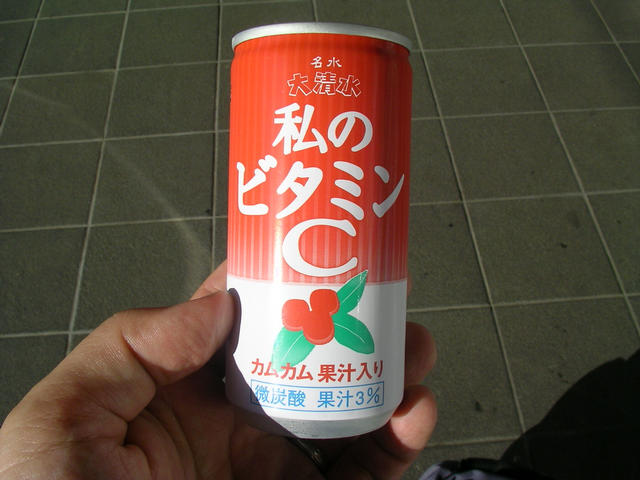 名水
大清水
私の
ビタミン
C
カムカム 果汁入り
微炭酸 果汁3%